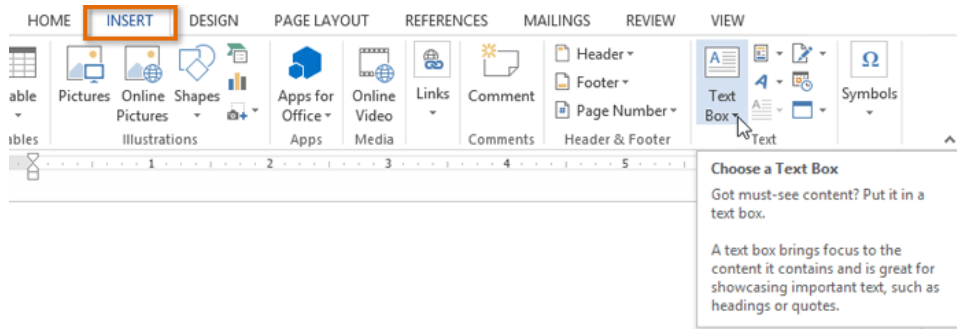 HOME INSERT DESIGN PAGE LAYOUT REFERENCES MAILINGS REVIEW VIEW
able Pictures Online Pictures Shapes Apps for Office Online Video Links Comment Header Footer Page Number Text Box A Ω Symbols
ables Illustrations Apps Media Comments Header & Footer Text
1 2 3 4 5
Choose a Text Box
Got must-see content? Put it in a
text box.
A text box brings focus to the
content it contains and is great for
showcasing important text, such as
headings or quotes.